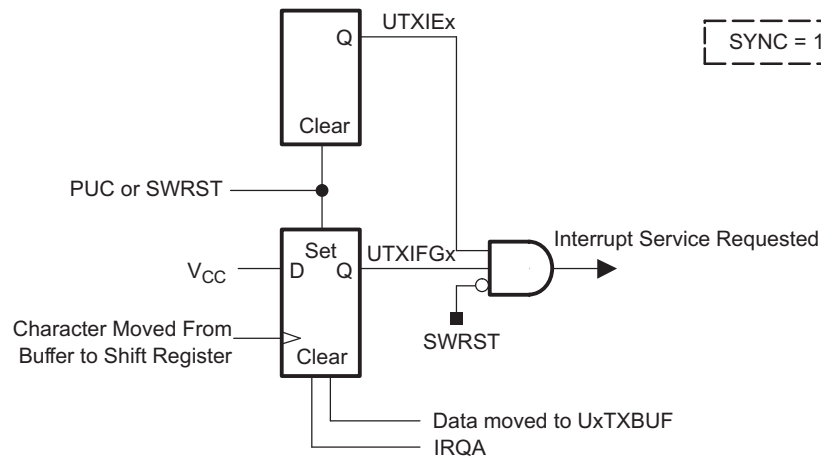 UTXIEx
Q
SYNC = 1
Clear
PUC or SWRST
Set
UTXIFGx
Interrupt Service Requested
VCC
D
Q
Character Moved From
Buffer to Shift Register
SWRST
Clear
Data moved to UxTXBUF
IRQA